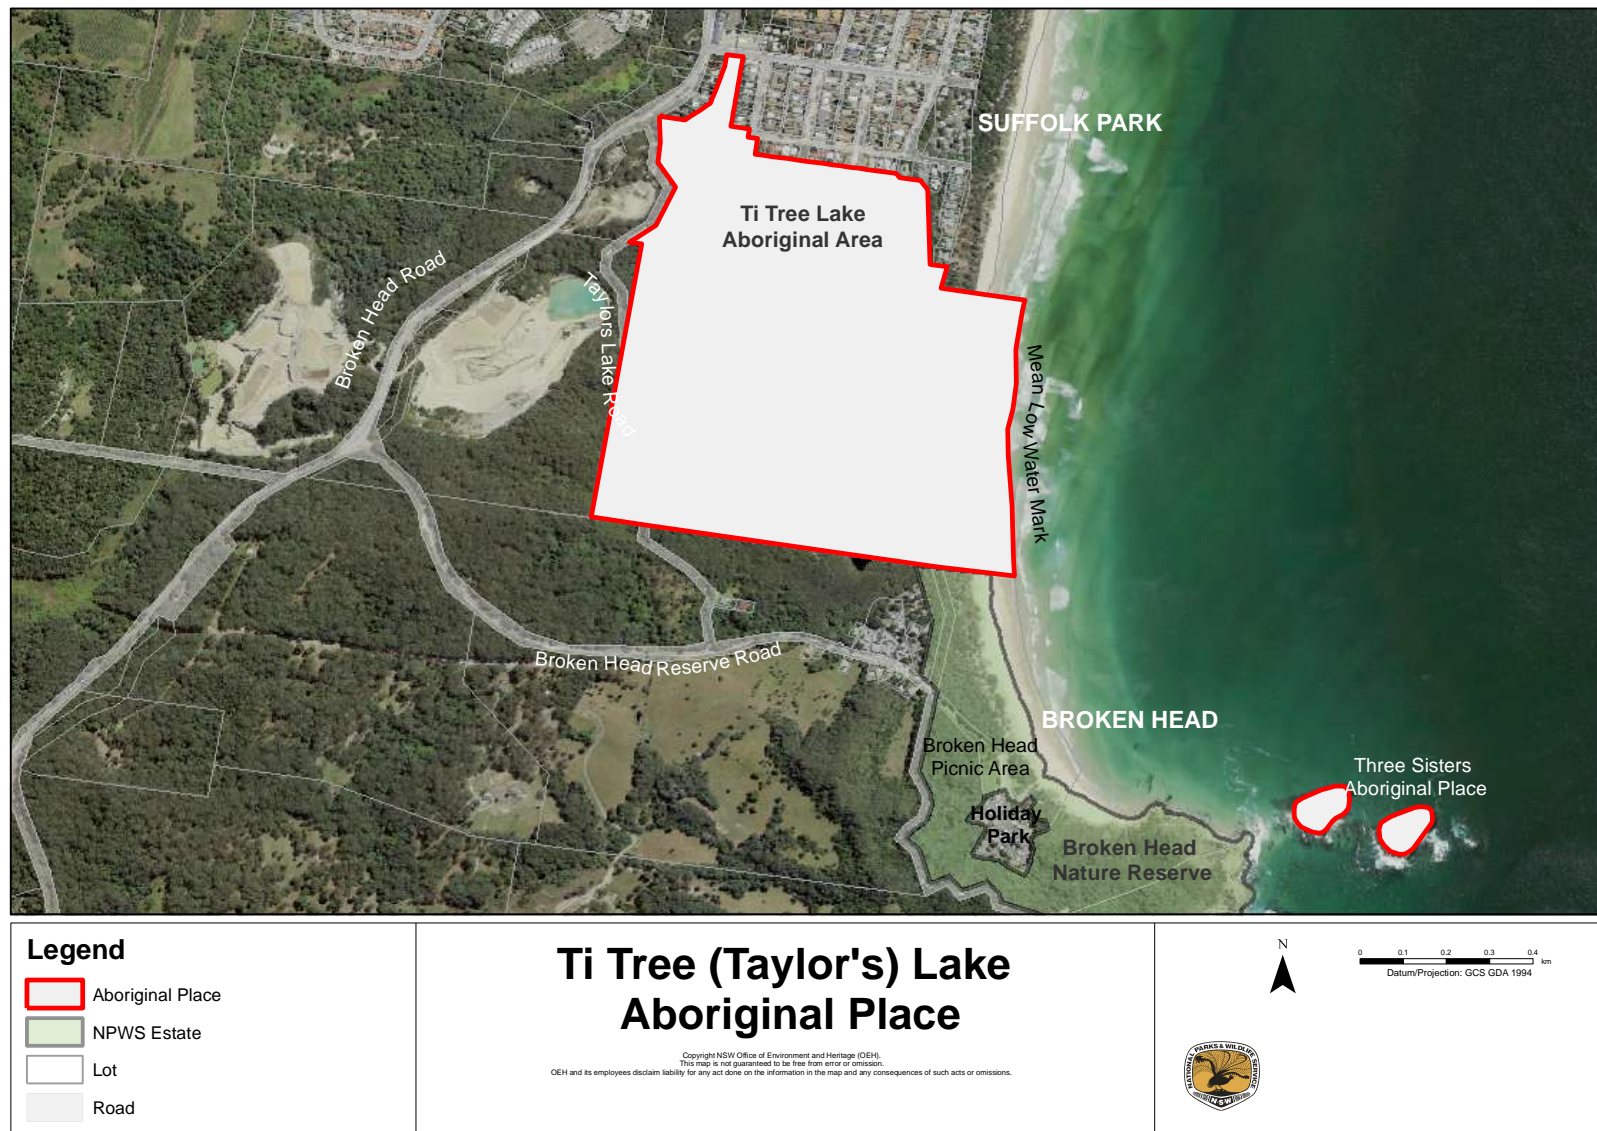 SUFFOLK PARK
Ti Tree Lake
Aboriginal Area
Broken Head Road
Taylors Lake Road
Mean Low Water Mark
Broken Head Reserve Road
BROKEN HEAD
Broken Head
Picnic Area
Three Sisters
Aboriginal Place
Holiday
Park
Broken Head
Nature Reserve
Legend
Aboriginal Place
NPWS Estate
Lot
Road
Ti Tree (Taylor's) Lake
Aboriginal Place
Copyright NSW Office of Environment and Heritage (OEH).
This map is not guaranteed to be free from error or omission.
OEH and its employees disclaim liability for any act done on the information in the map and any consequences of such acts or omissions.
N
0 0.1 0.2 0.3 0.4
km
Datum/Projection: GCS GDA 1994
NATIONAL PARKS & WILDLIFE SERVICE
N·S·W